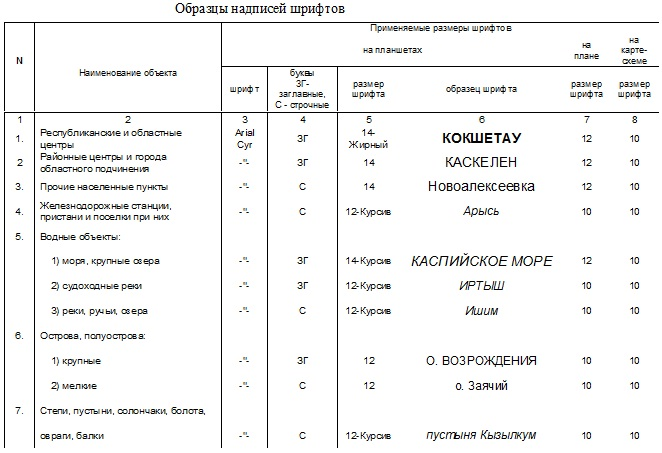 Образцы надписей шрифтов
Применяемые размеры шрифтов
N Наименование объекта на планшетах на плане на карте-схеме
шрифт буквы ЗГ-заглавные, С - строчные размер шрифта образец шрифта размер шрифта размер шрифта
1 2 3 4 5 6 7 8
1. Республиканские и областные центры Arial Cyr ЗГ 14-Жирный КОКШЕТАУ 12 10
2 Районные центры и города областного подчинения -"- ЗГ 14 КАСКЕЛЕН 12 10
3. Прочие населенные пункты -"- С 14 Новоалексеевка 12 10
4. Железнодорожные станции, пристани и поселки при них -"- С 12-Курсив Арысь 10 10
5. Водные объекты:
1) моря, крупные озера -"- ЗГ 14-Курсив КАСПИЙСКОЕ МОРЕ 12 10
2) судоходные реки -"- ЗГ 12-Курсив ИРТЫШ 10 10
3) реки, ручьи, озера -"- С 12-Курсив Ишим 10 10
6. Острова, полуострова:
1) крупные -"- ЗГ 12 О. ВОЗРОЖДЕНИЯ 10 10
2) мелкие -"- С 12 о. Заячий 10 10
7. Степи, пустыни, солончаки, болота,
овраги, балки -"- С 12-Курсив пустыня Кызылкум 10 10